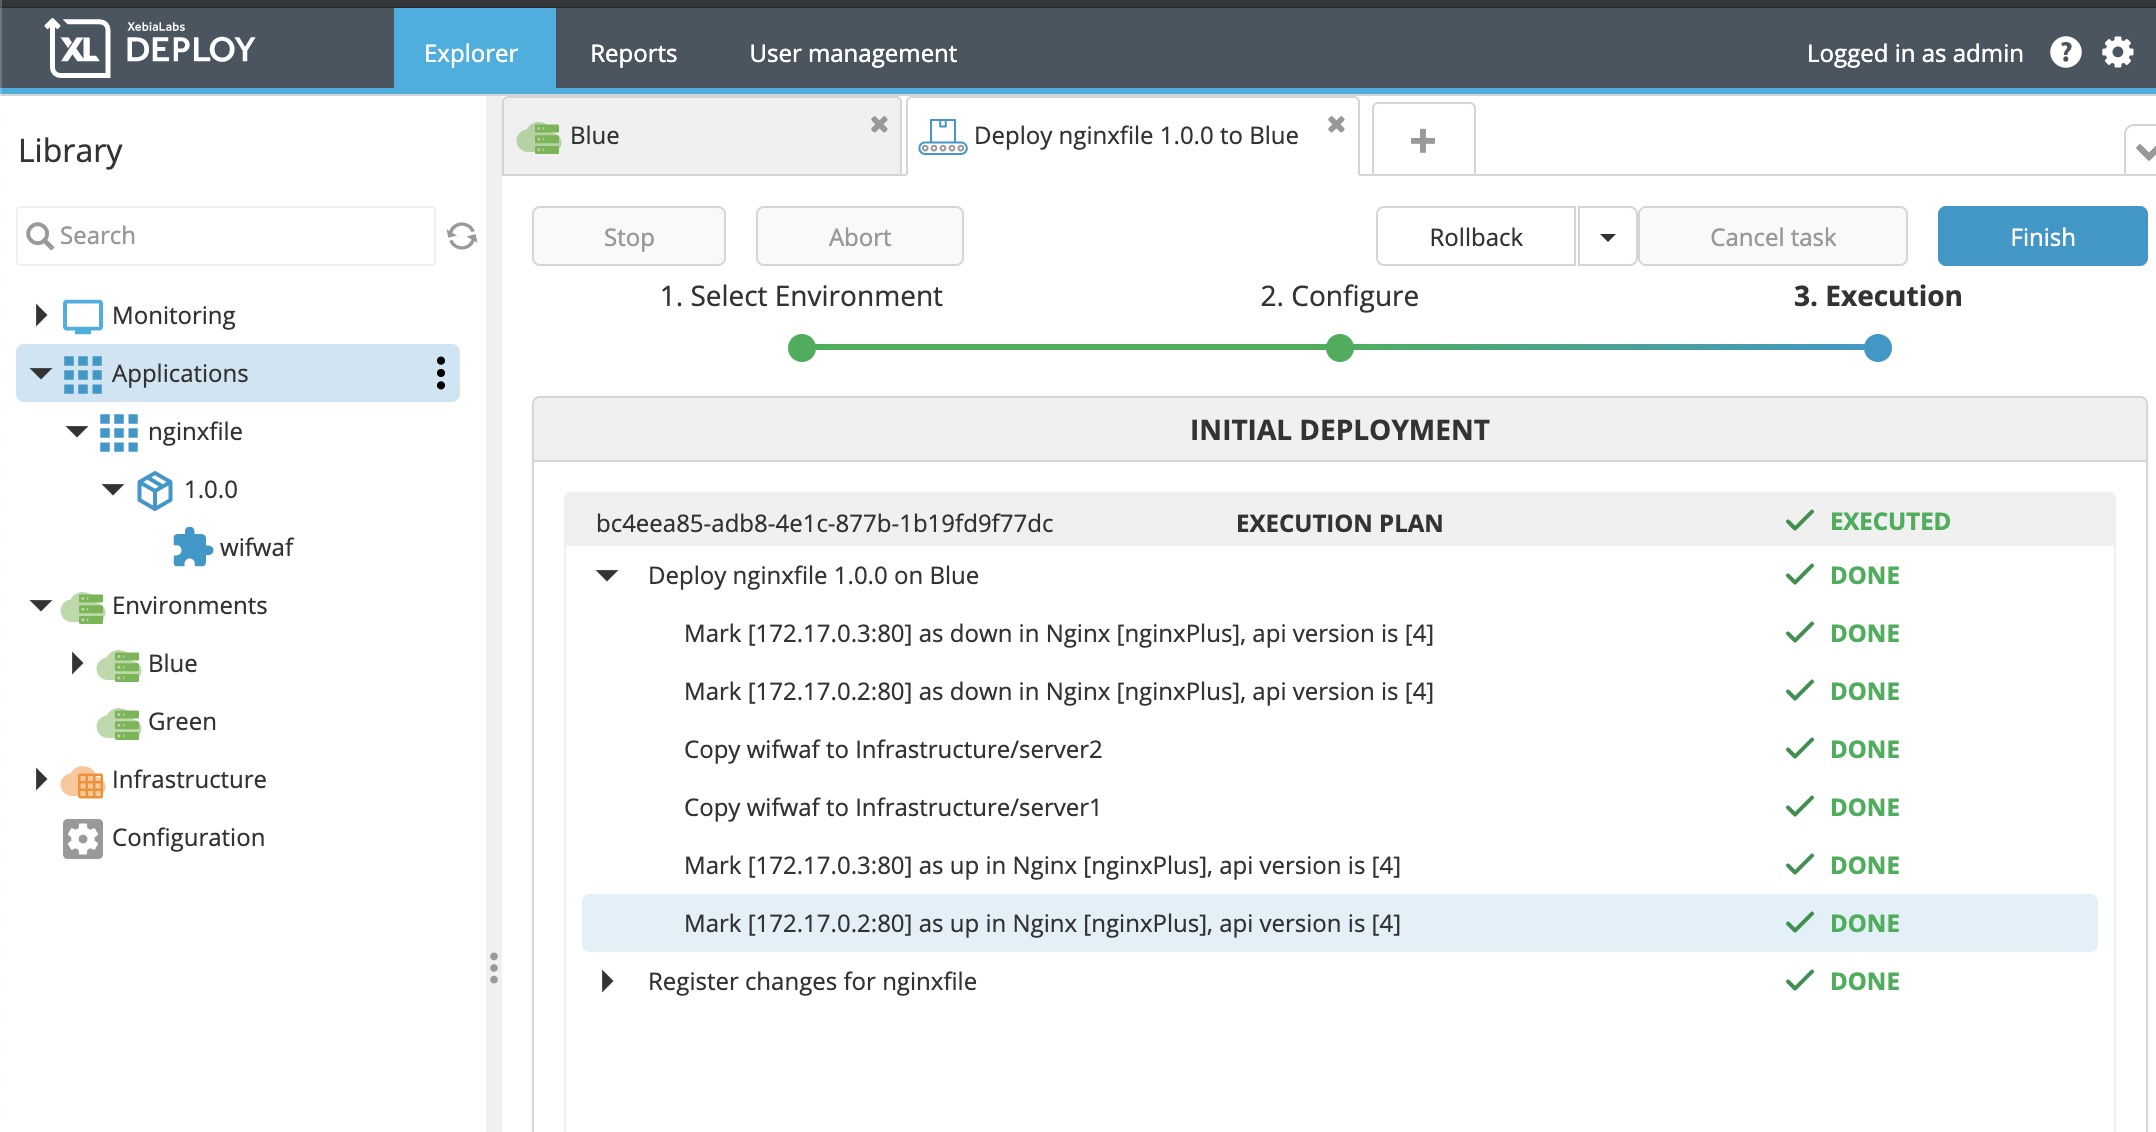 XL XebiaLabs
DEPLOY
Explorer Reports User management Logged in as admin ?
Library
Search
Monitoring
Applications
nginxfile
1.0.0
wifwaf
Environments
Blue
Green
Infrastructure
Configuration
Blue Deploy nginxfile 1.0.0 to Blue
Stop Abort Rollback Cancel task Finish
1. Select Environment 2. Configure 3. Execution
INITIAL DEPLOYMENT
bc4eea85-adb8-4e1c-877b-1b19fd9f77dc EXECUTION PLAN EXECUTED
Deploy nginxfile 1.0.0 on Blue DONE
Mark [172.17.0.3:80] as down in Nginx [nginxPlus], api version is [4] DONE
Mark [172.17.0.2:80] as down in Nginx [nginxPlus], api version is [4] DONE
Copy wifwaf to Infrastructure/server2 DONE
Copy wifwaf to Infrastructure/server1 DONE
Mark [172.17.0.3:80] as up in Nginx [nginxPlus], api version is [4] DONE
Mark [172.17.0.2:80] as up in Nginx [nginxPlus], api version is [4] DONE
Register changes for nginxfile DONE